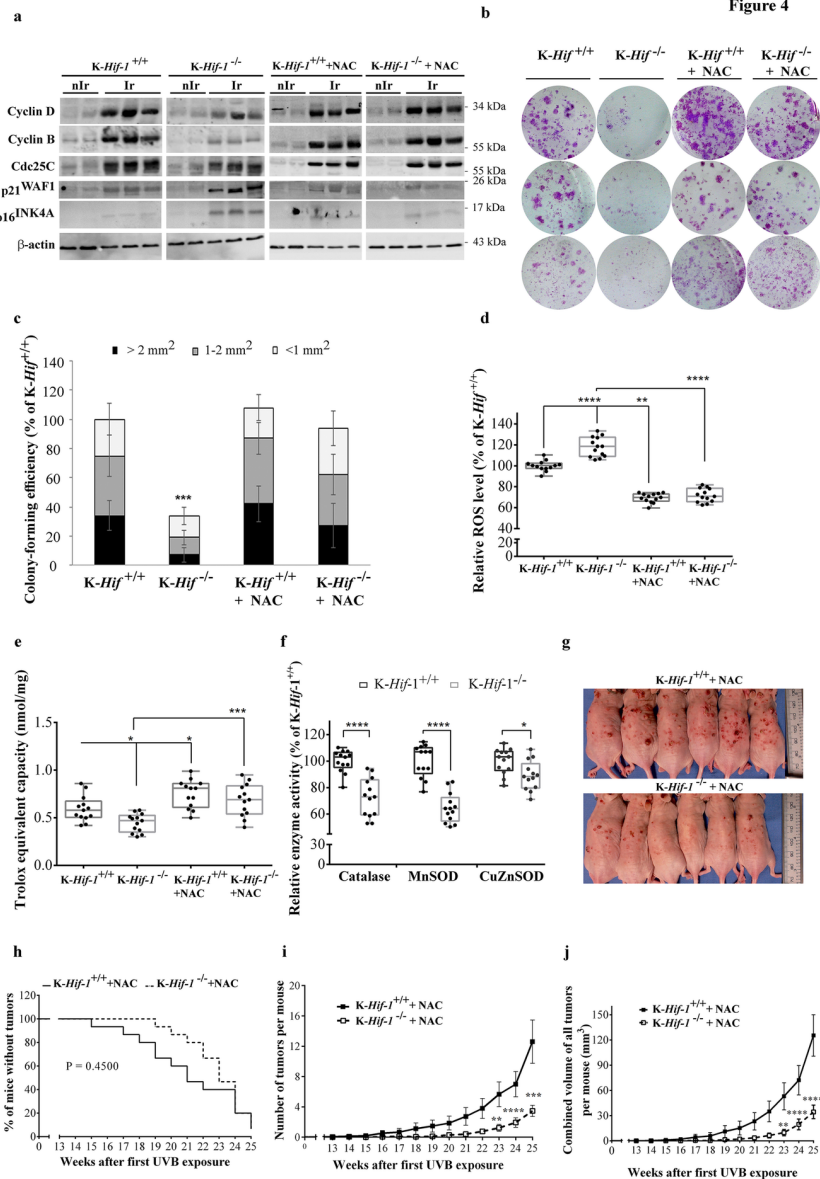 Figure 4
a
K-Hif-1 +/+
K-Hif-1 -/-
K-Hif-1 +/+ +NAC
K-Hif-1 -/- + NAC
nIr Ir nIr Ir nIr Ir nIr Ir
Cyclin D
Cyclin B
Cdc25C
p21WAF1
p16INK4A
β-actin
34 kDa
55 kDa
55 kDa
26 kDa
17 kDa
43 kDa
b
K-Hif +/+
K-Hif -/-
K-Hif +/+
+ NAC
K-Hif -/-
+ NAC
c
> 2 mm2 1-2 mm2 <1 mm2
Colony-forming efficiency (% of K-Hif+/+)
140
120
100
80
60
40
20
0
***
K-Hif +/+
K-Hif -/-
K-Hif +/+
+ NAC
K-Hif -/-
+ NAC
d
Relative ROS level (% of K-Hif+/+)
140
120
100
80
60
40
20
0
**** ** ****
K-Hif-1+/+
K-Hif-1 -/-
K-Hif-1+/+
+NAC
K-Hif-1-/-
+NAC
e
Trolox equivalent capacity (nmol/mg)
1.5
1.0
0.5
0.0
* * ***
K-Hif-1+/+
K-Hif-1 -/-
K-Hif-1+/+
+NAC
K-Hif-1-/-
+NAC
f
K-Hif-1+/+ K-Hif-1-/-
Relative enzyme activity (% of K-Hif-1+/+)
120
100
80
60
30
15
0
**** **** *
Catalase MnSOD CuZnSOD
g
K-Hif-1+/+ + NAC
K-Hif-1 -/- + NAC
h
K-Hif-1+/+ +NAC K-Hif-1 -/- +NAC
% of mice without tumors
120
100
80
60
40
20
0
P = 0.4500
0 13 14 15 16 17 18 19 20 21 22 23 24 25
Weeks after first UVB exposure
i
K-Hif-1+/+ + NAC
K-Hif-1 -/- + NAC
Number of tumors per mouse
20
16
12
8
4
0
** **** ***
0 13 14 15 16 17 18 19 20 21 22 23 24 25
Weeks after first UVB exposure
j
K-Hif-1+/+ + NAC
K-Hif-1 -/- + NAC
Combined volume of all tumors
per mouse (mm3)
150
120
90
60
30
0
** **** ****
0 13 14 15 16 17 18 19 20 21 22 23 24 25
Weeks after first UVB exposure